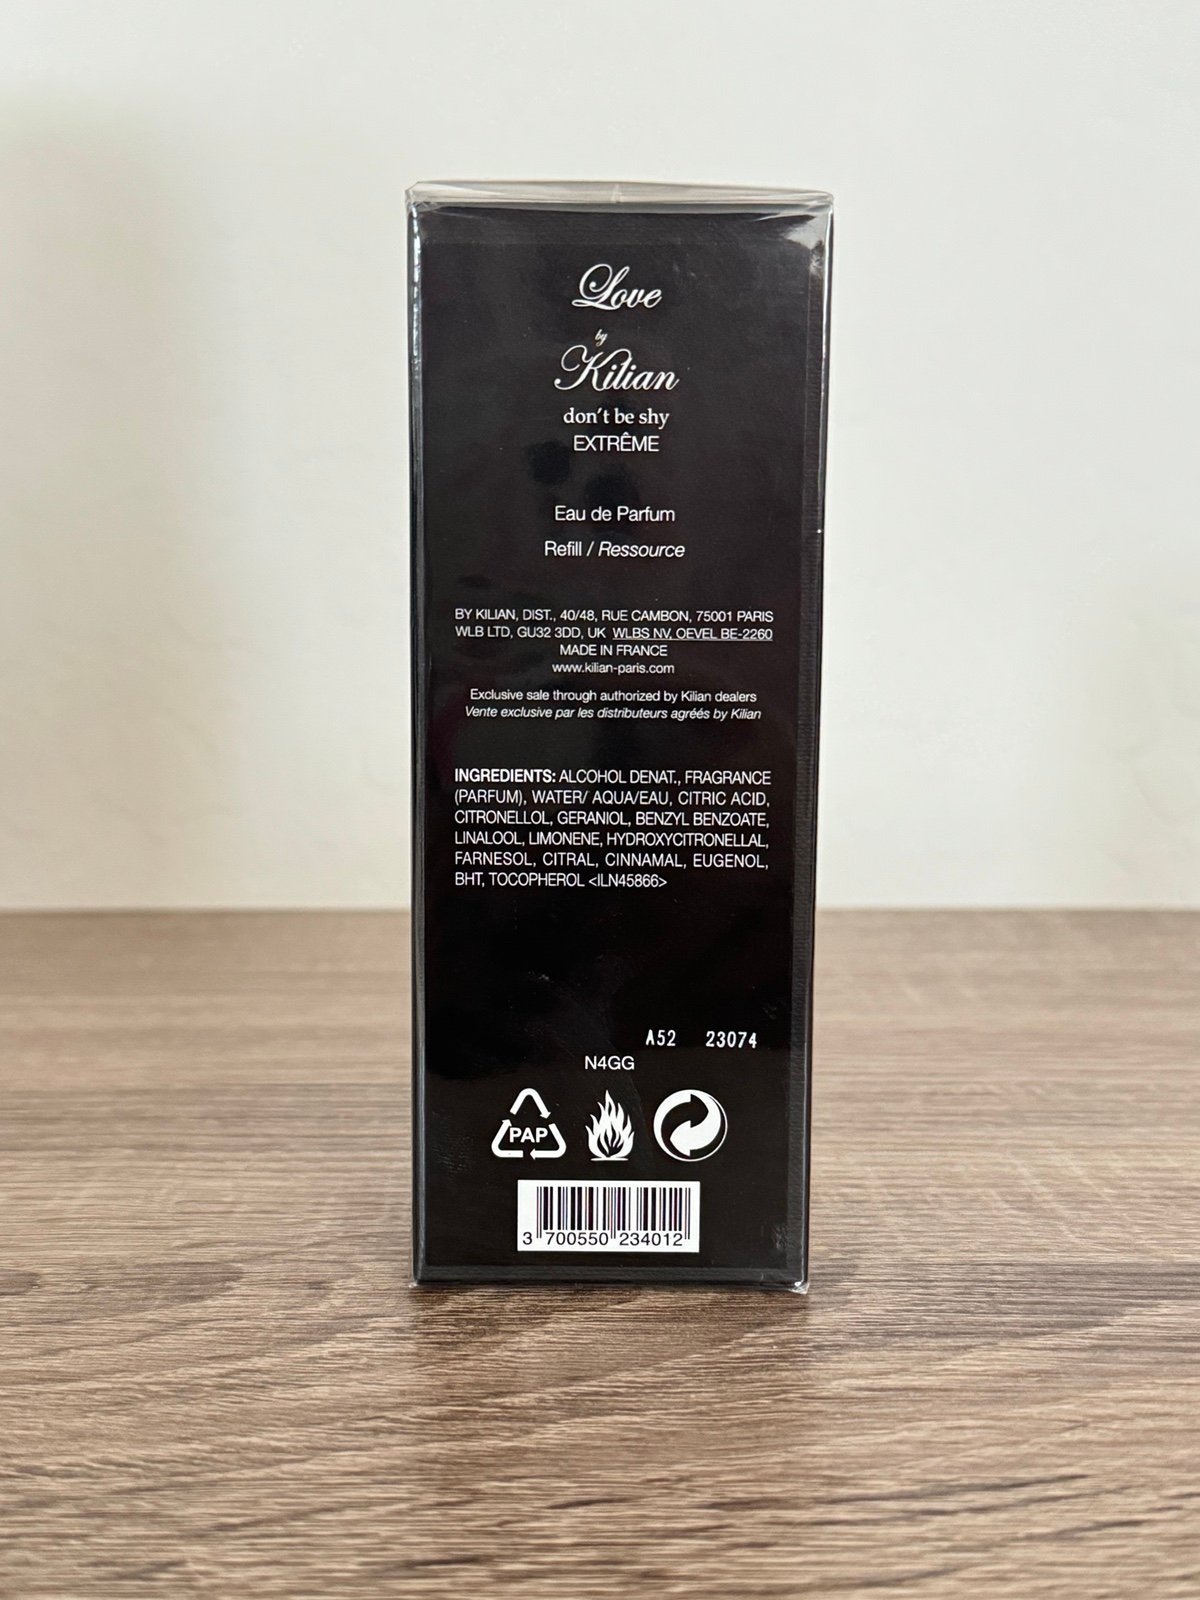 Love
by
Kilian
don't be shy
EXTRÊME
Eau de Parfum
Refill / Ressource
BY KILIAN, DIST., 40/48, RUE CAMBON, 75001 PARIS
WLB LTD, GU32 3DD, UK WLBS NV, OEVEL BE-2260
MADE IN FRANCE
www.kilian-paris.com
Exclusive sale through authorized by Kilian dealers
Vente exclusive par les distributeurs agréés by Kilian
INGREDIENTS: ALCOHOL DENAT., FRAGRANCE
(PARFUM), WATER/ AQUA/EAU, CITRIC ACID,
CITRONELLOL, GERANIOL, BENZYL BENZOATE,
LINALOOL, LIMONENE, HYDROXYCITRONELLAL,
FARNESOL, CITRAL, CINNAMAL, EUGENOL,
BHT, TOCOPHEROL <ILN45866>
A52 23074
N4GG
PAP
3 700550 234012